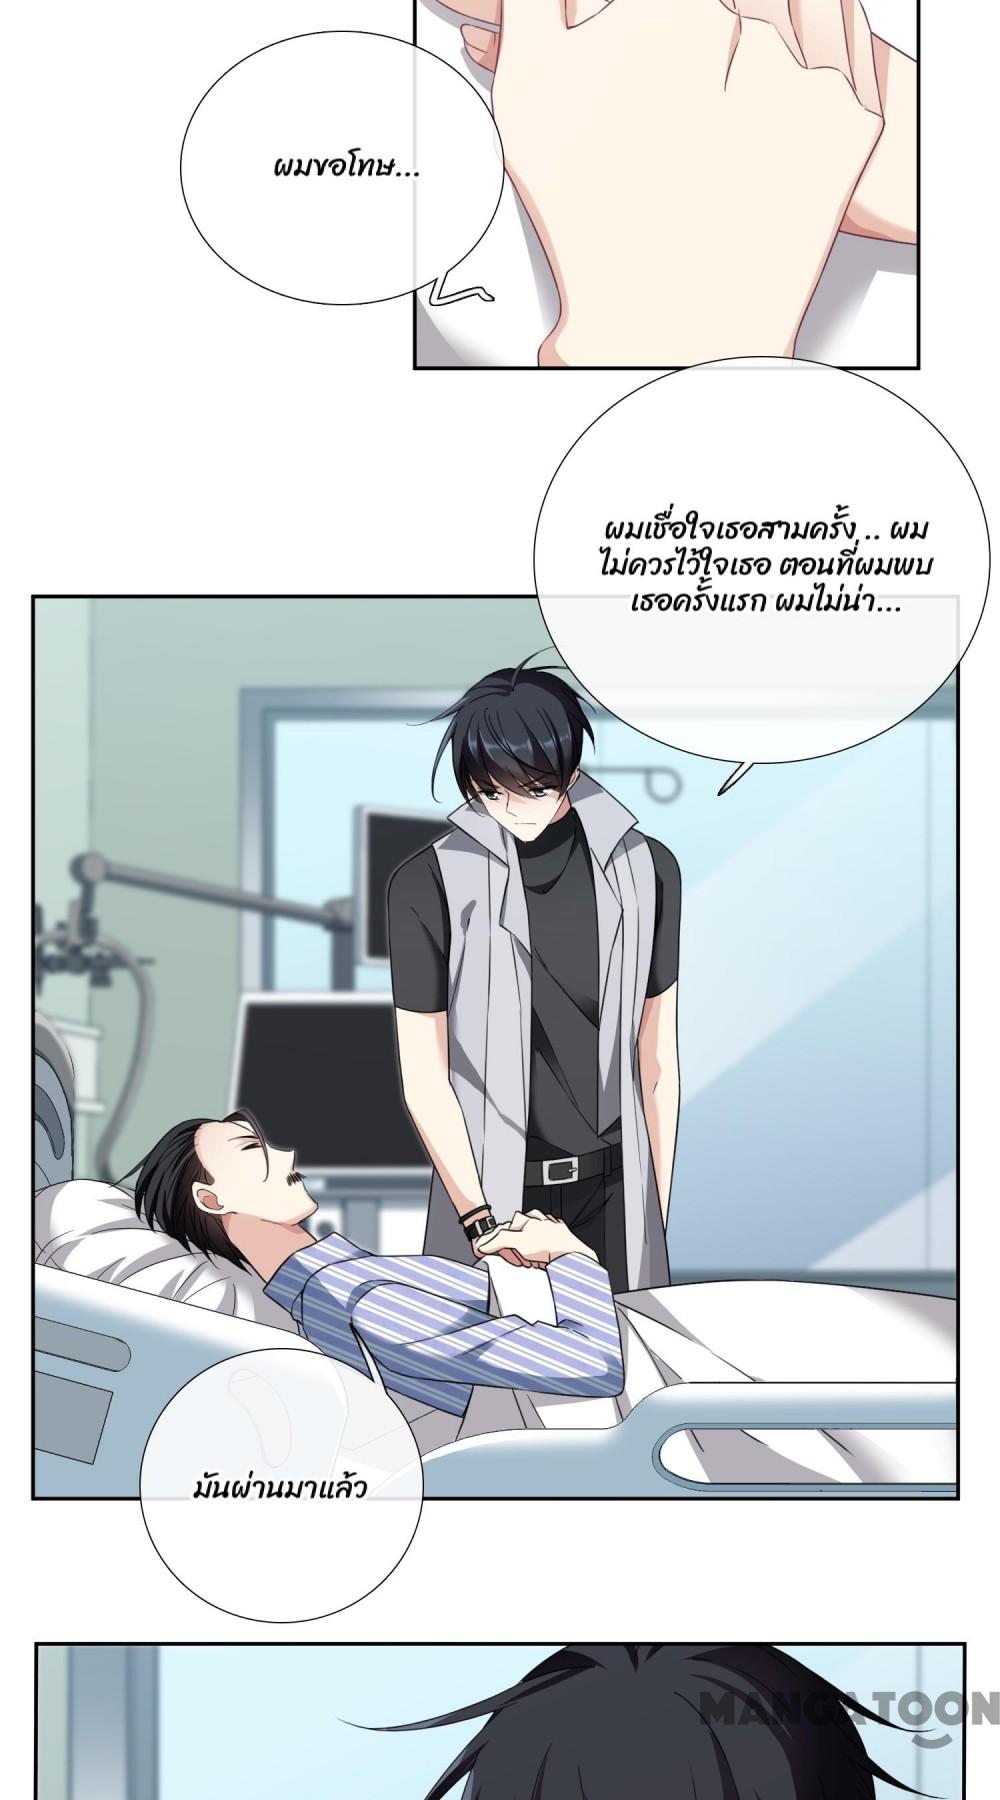 ผมขอโทษ...
ผมเชื่อใจเธอสามครั้ง .. ผม
ไม่ควรไว้ใจเธอ ตอนที่ผมพบ
เธอครั้งแรก ผมไม่น่า...
มันผ่านมาแล้ว
MANGATOON